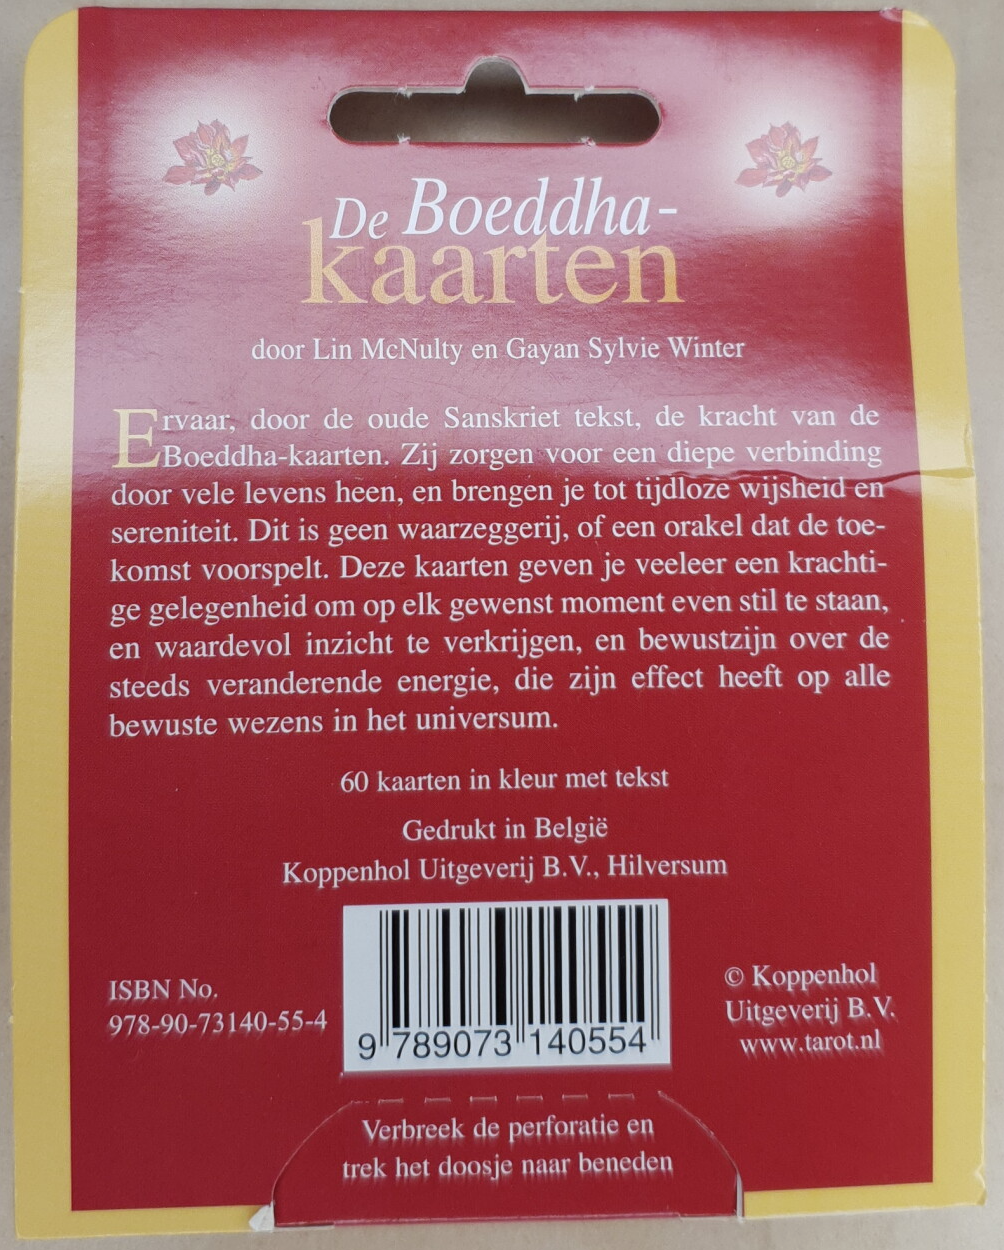 De Boeddha-
kaarten
door Lin McNulty en Gayan Sylvie Winter
Ervaar, door de oude Sanskriet tekst, de kracht van de
Boeddha-kaarten. Zij zorgen voor een diepe verbinding
door vele levens heen, en brengen je tot tijdloze wijsheid en
sereniteit. Dit is geen waarzeggerij, of een orakel dat de toe-
komst voorspelt. Deze kaarten geven je veeleer een krachti-
ge gelegenheid om op elk gewenst moment even stil te staan,
en waardevol inzicht te verkrijgen, en bewustzijn over de
steeds veranderende energie, die zijn effect heeft op alle
bewuste wezens in het universum.
60 kaarten in kleur met tekst
Gedrukt in België
Koppenhol Uitgeverij B.V., Hilversum
ISBN No.
978-90-73140-55-4
9 789073 140554
© Koppenhol
Uitgeverij B.V.
www.tarot.nl
Verbreek de perforatie en
trek het doosje naar beneden